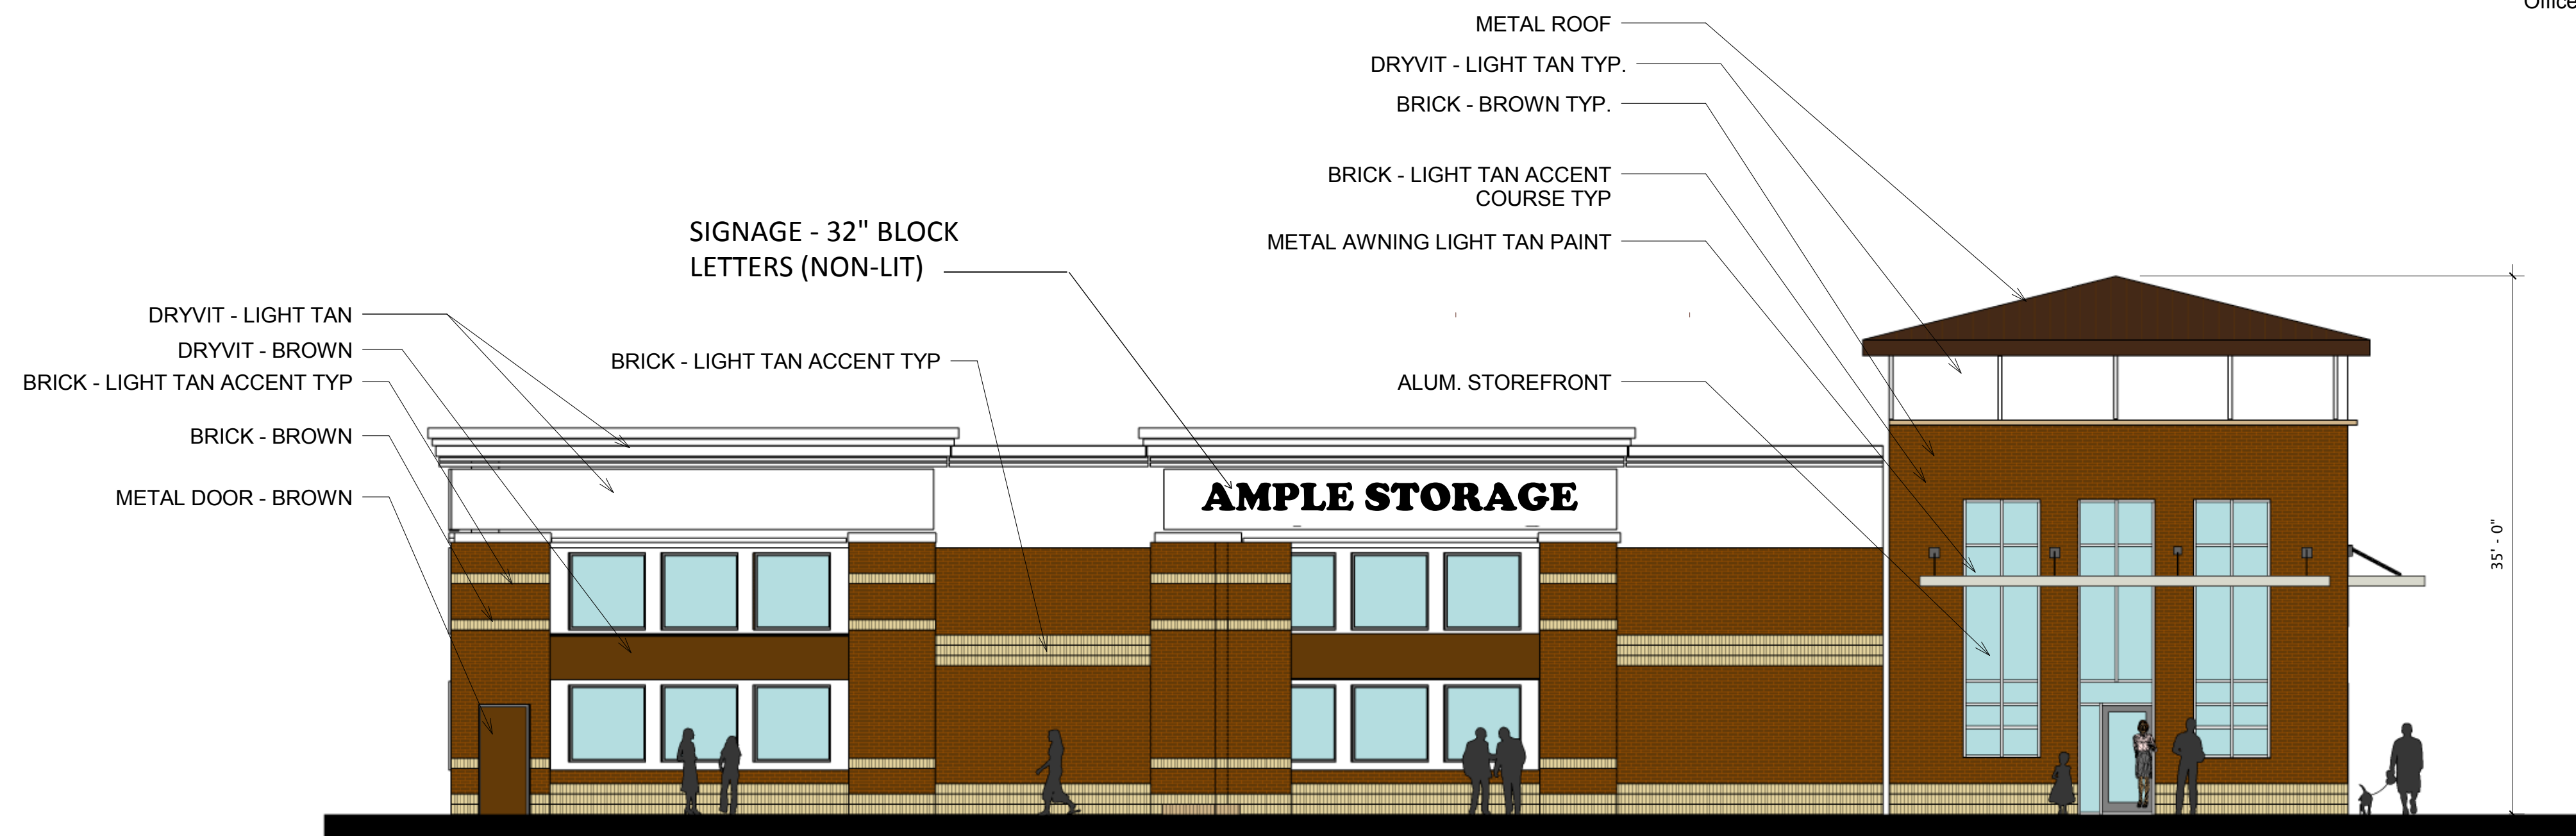 Office
METAL ROOF
DRYVIT - LIGHT TAN TYP.
BRICK - BROWN TYP.
BRICK - LIGHT TAN ACCENT
COURSE TYP
METAL AWNING LIGHT TAN PAINT
SIGNAGE - 32" BLOCK
LETTERS (NON-LIT)
DRYVIT - LIGHT TAN
DRYVIT - BROWN
BRICK - LIGHT TAN ACCENT TYP
BRICK - LIGHT TAN ACCENT TYP
ALUM. STOREFRONT
BRICK - BROWN
METAL DOOR - BROWN
AMPLE STORAGE
35' - 0"